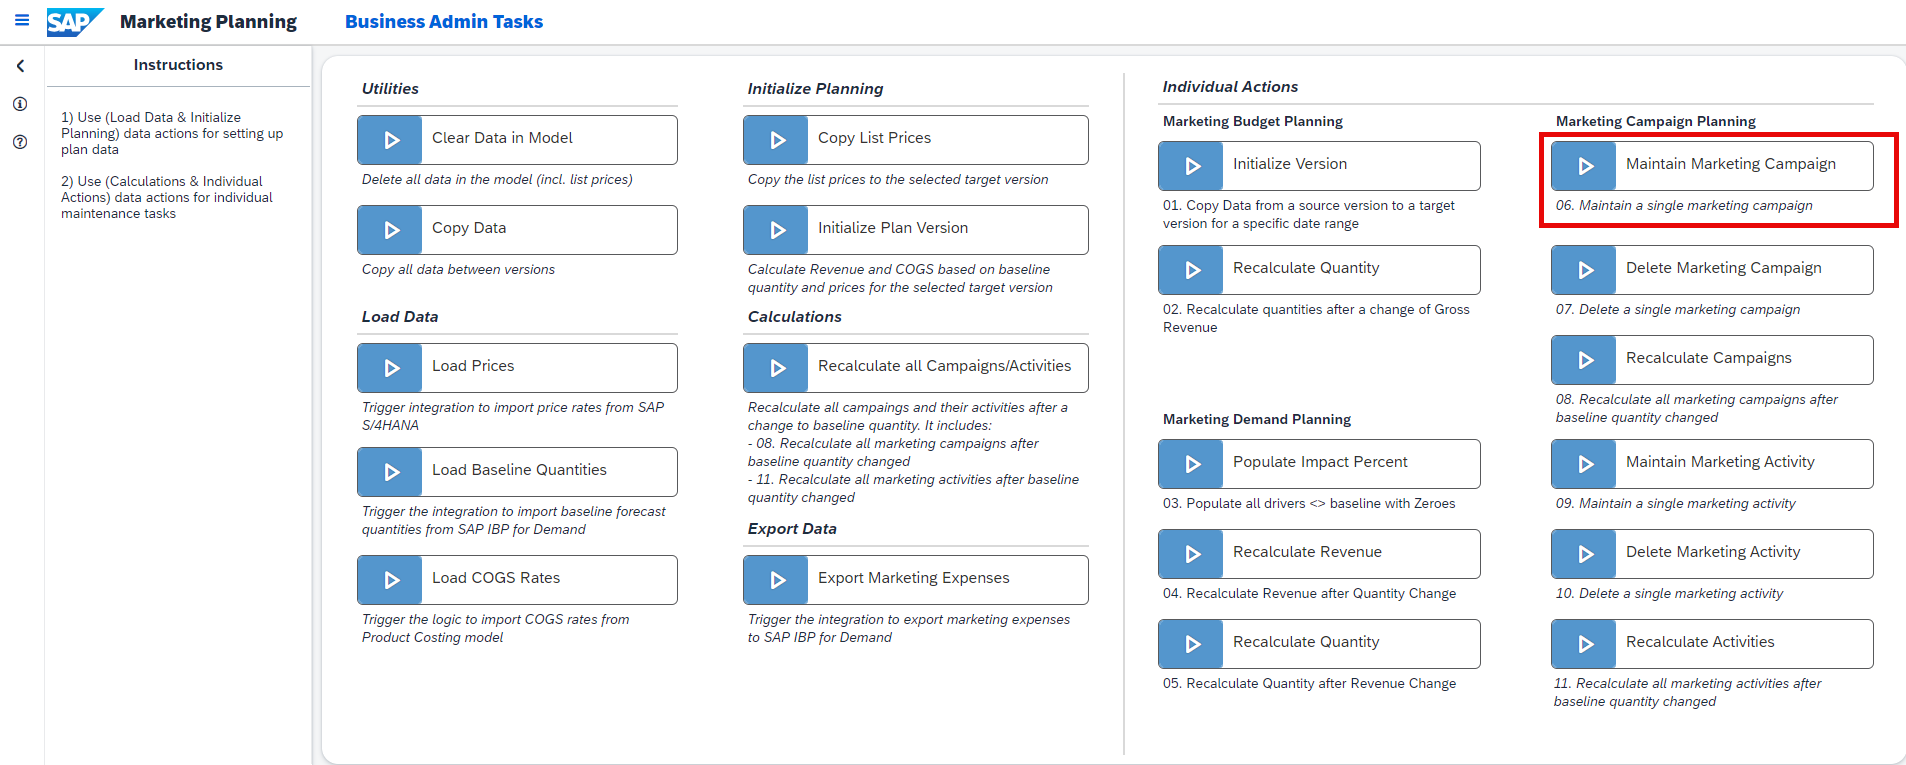 SAP Marketing Planning Business Admin Tasks
Instructions
1) Use (Load Data & Initialize
Planning) data actions for setting up
plan data
2) Use (Calculations & Individual
Actions) data actions for individual
maintenance tasks
Utilities
Clear Data in Model
Delete all data in the model (incl. list prices)
Copy Data
Copy all data between versions
Load Data
Load Prices
Trigger integration to import price rates from SAP
S/4HANA
Load Baseline Quantities
Trigger the integration to import baseline forecast
quantities from SAP IBP for Demand
Load COGS Rates
Trigger the logic to import COGS rates from
Product Costing model
Initialize Planning
Copy List Prices
Copy the list prices to the selected target version
Initialize Plan Version
Calculate Revenue and COGS based on baseline
quantity and prices for the selected target version
Calculations
Recalculate all Campaigns/Activities
Recalculate all campaings and their activities after a
change to baseline quantity. It includes:
- 08. Recalculate all marketing campaigns after
baseline quantity changed
- 11. Recalculate all marketing activities after baseline
quantity changed
Export Data
Export Marketing Expenses
Trigger the integration to export marketing expenses
to SAP IBP for Demand
Individual Actions
Marketing Budget Planning
Initialize Version
01. Copy Data from a source version to a target
version for a specific date range
Recalculate Quantity
02. Recalculate quantities after a change of Gross
Revenue
Marketing Demand Planning
Populate Impact Percent
03. Populate all drivers <> baseline with Zeroes
Recalculate Revenue
04. Recalculate Revenue after Quantity Change
Recalculate Quantity
05. Recalculate Quantity after Revenue Change
Marketing Campaign Planning
Maintain Marketing Campaign
06. Maintain a single marketing campaign
Delete Marketing Campaign
07. Delete a single marketing campaign
Recalculate Campaigns
08. Recalculate all marketing campaigns after
baseline quantity changed
Maintain Marketing Activity
09. Maintain a single marketing activity
Delete Marketing Activity
10. Delete a single marketing activity
Recalculate Activities
11. Recalculate all marketing activities after
baseline quantity changed